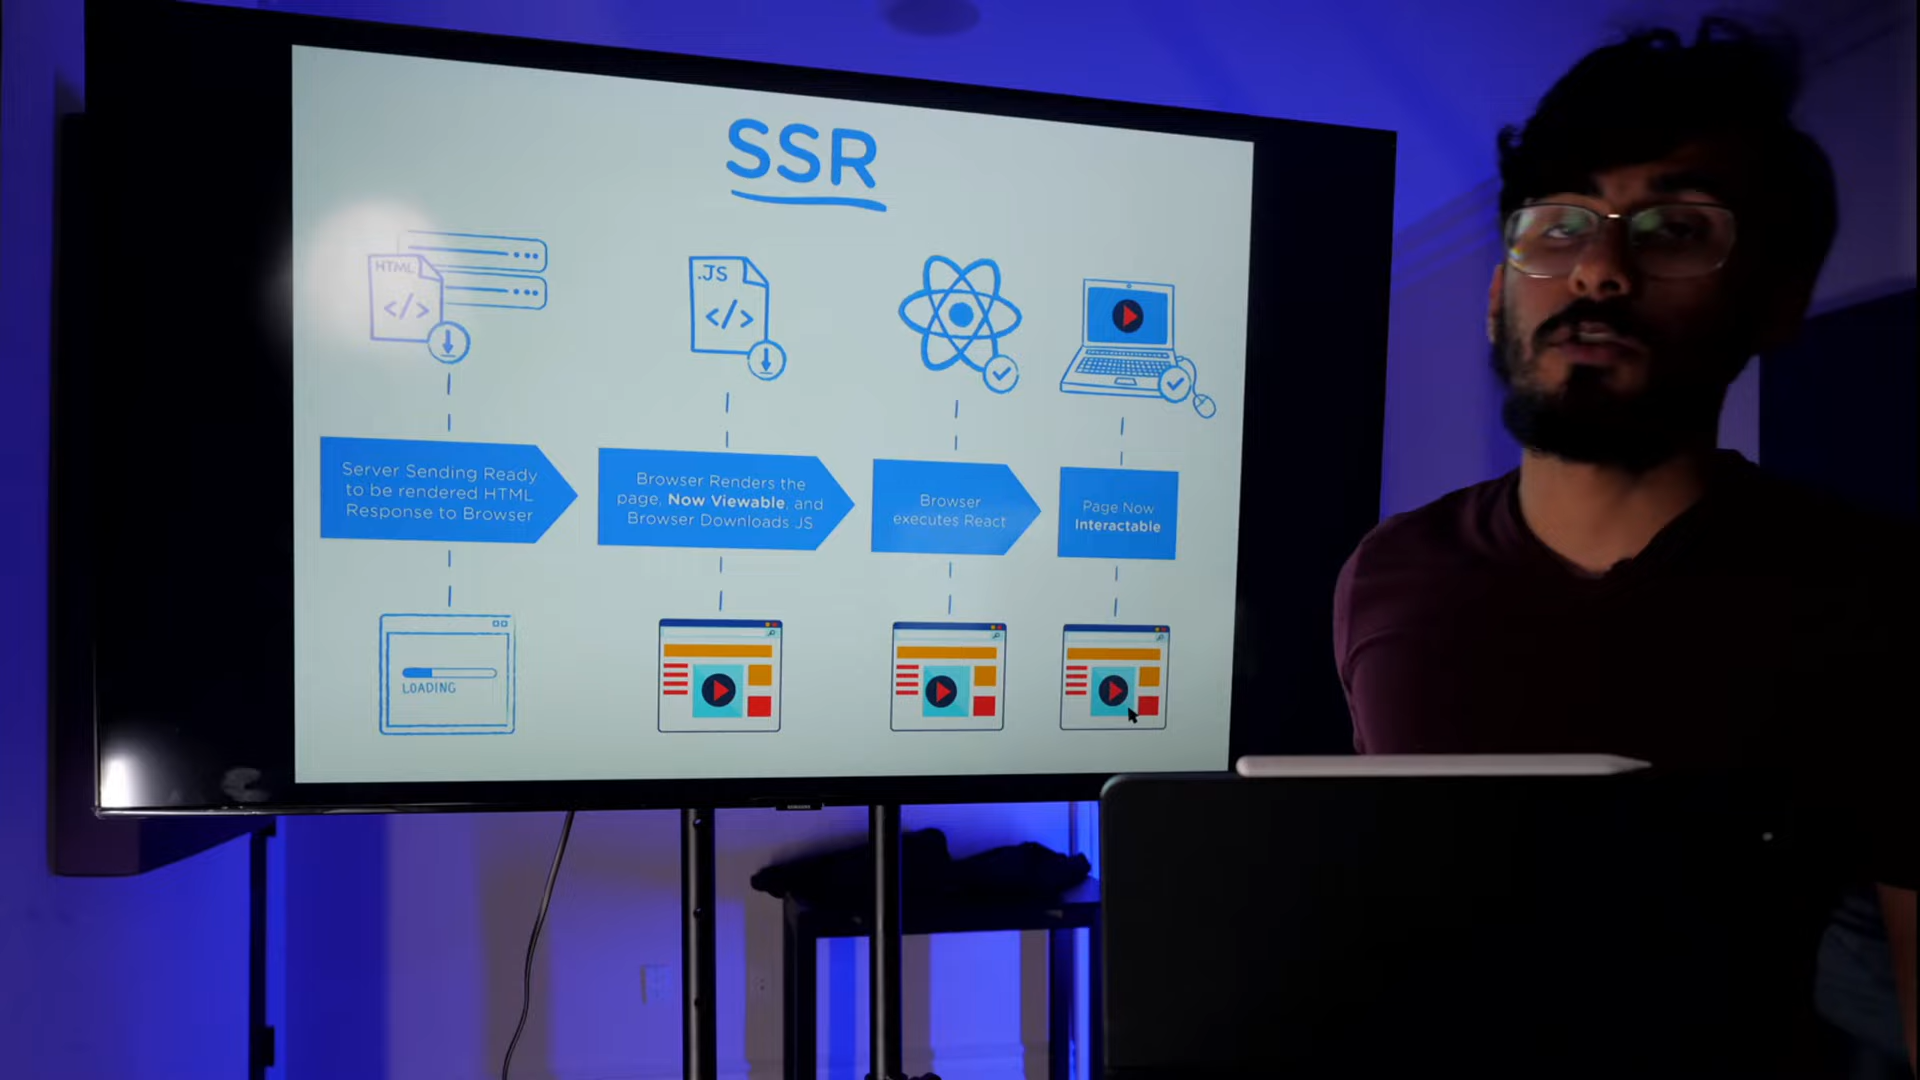 SSR
HTML
</>
.JS
</>
Server Sending Ready
to be rendered HTML
Response to Browser
Browser Renders the
page, Now Viewable, and
Browser Downloads JS
Browser
executes React
Page Now
Interactable
LOADING
SAMSUNG